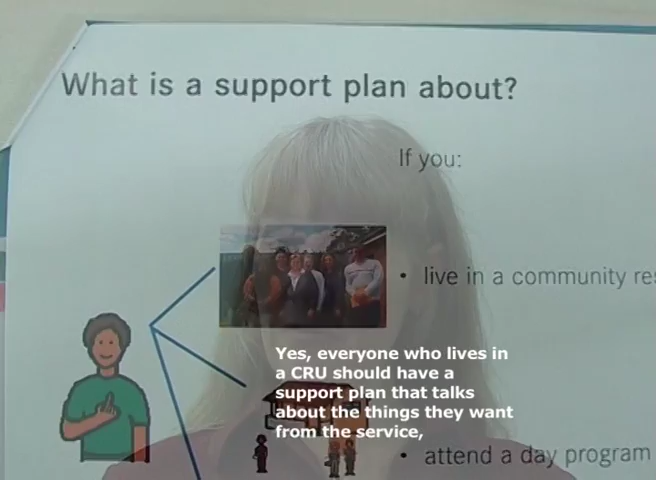 What is a support plan about?
If you:
• live in a community
Yes, everyone who lives in
a CRU should have a
support plan that talks
about the things they want
from the service,
• attend a day program